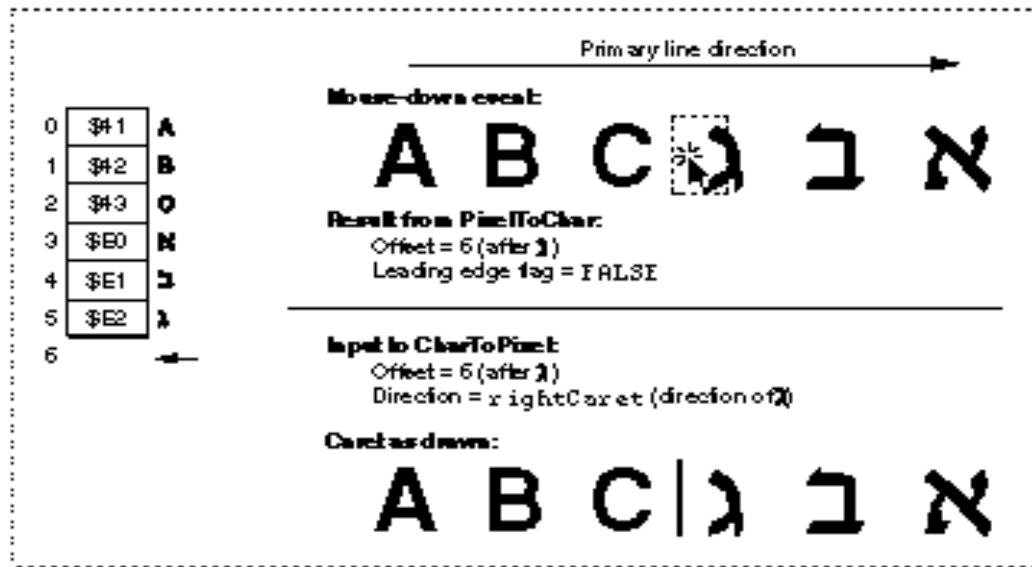 Primary line direction
Mouse-down event:
A B C ג ב א
0 $41 A
1 $42 B
2 $43 C
3 $E0 א
4 $E1 ב
5 $E2 ג
6
Result from PixelToChar:
Offset = 6 (after ג)
Leading edge flag = FALSE
Input to CharToPixel:
Offset = 6 (after ג)
Direction = rightCaret (direction of ג)
Caret as drawn:
A B C ג ב א